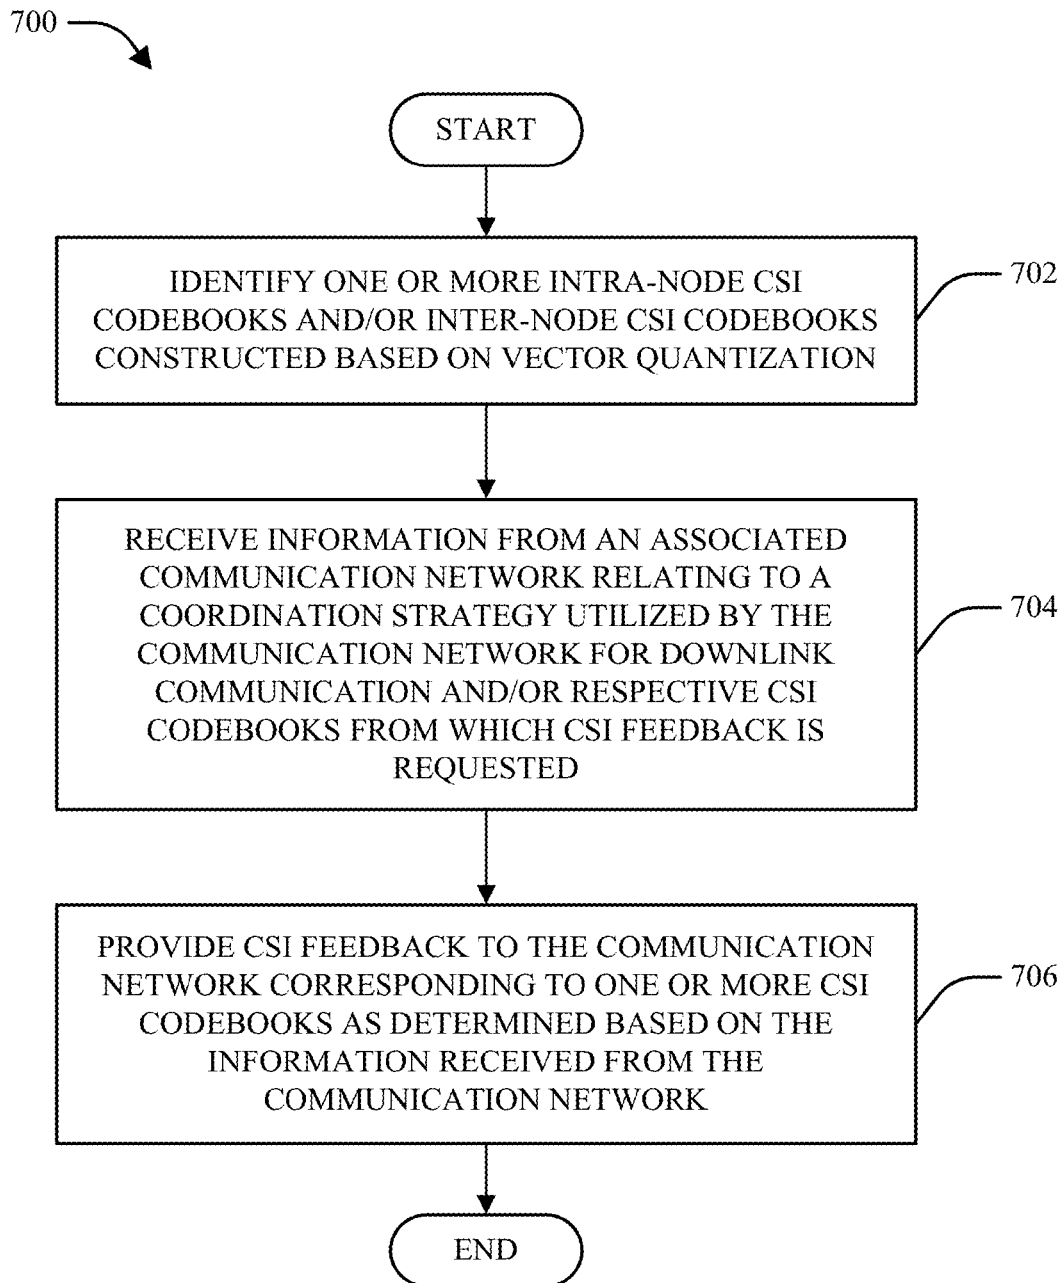 700
START
IDENTIFY ONE OR MORE INTRA-NODE CSI
CODEBOOKS AND/OR INTER-NODE CSI CODEBOOKS
CONSTRUCTED BASED ON VECTOR QUANTIZATION
702
RECEIVE INFORMATION FROM AN ASSOCIATED
COMMUNICATION NETWORK RELATING TO A
COORDINATION STRATEGY UTILIZED BY THE
COMMUNICATION NETWORK FOR DOWNLINK
COMMUNICATION AND/OR RESPECTIVE CSI
CODEBOOKS FROM WHICH CSI FEEDBACK IS
REQUESTED
704
PROVIDE CSI FEEDBACK TO THE COMMUNICATION
NETWORK CORRESPONDING TO ONE OR MORE CSI
CODEBOOKS AS DETERMINED BASED ON THE
INFORMATION RECEIVED FROM THE
COMMUNICATION NETWORK
706
END